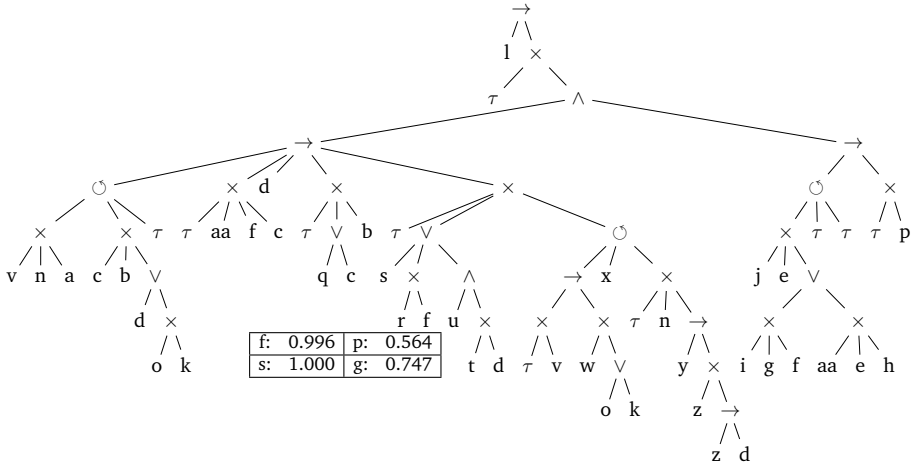 →
l ×
τ ∧
→ →
↺ × d × × ↺ ×
× × τ τ aa f c τ ∨ b τ ∨ ↺ × τ τ τ p
v n a c b ∨ q c s × ∧ → x × j e ∨
d × r f u × × × τ n → × ×
o k f: 0.996 p: 0.564 t d τ v w ∨ y × i g f aa e h
s: 1.000 g: 0.747
o k z →
z d